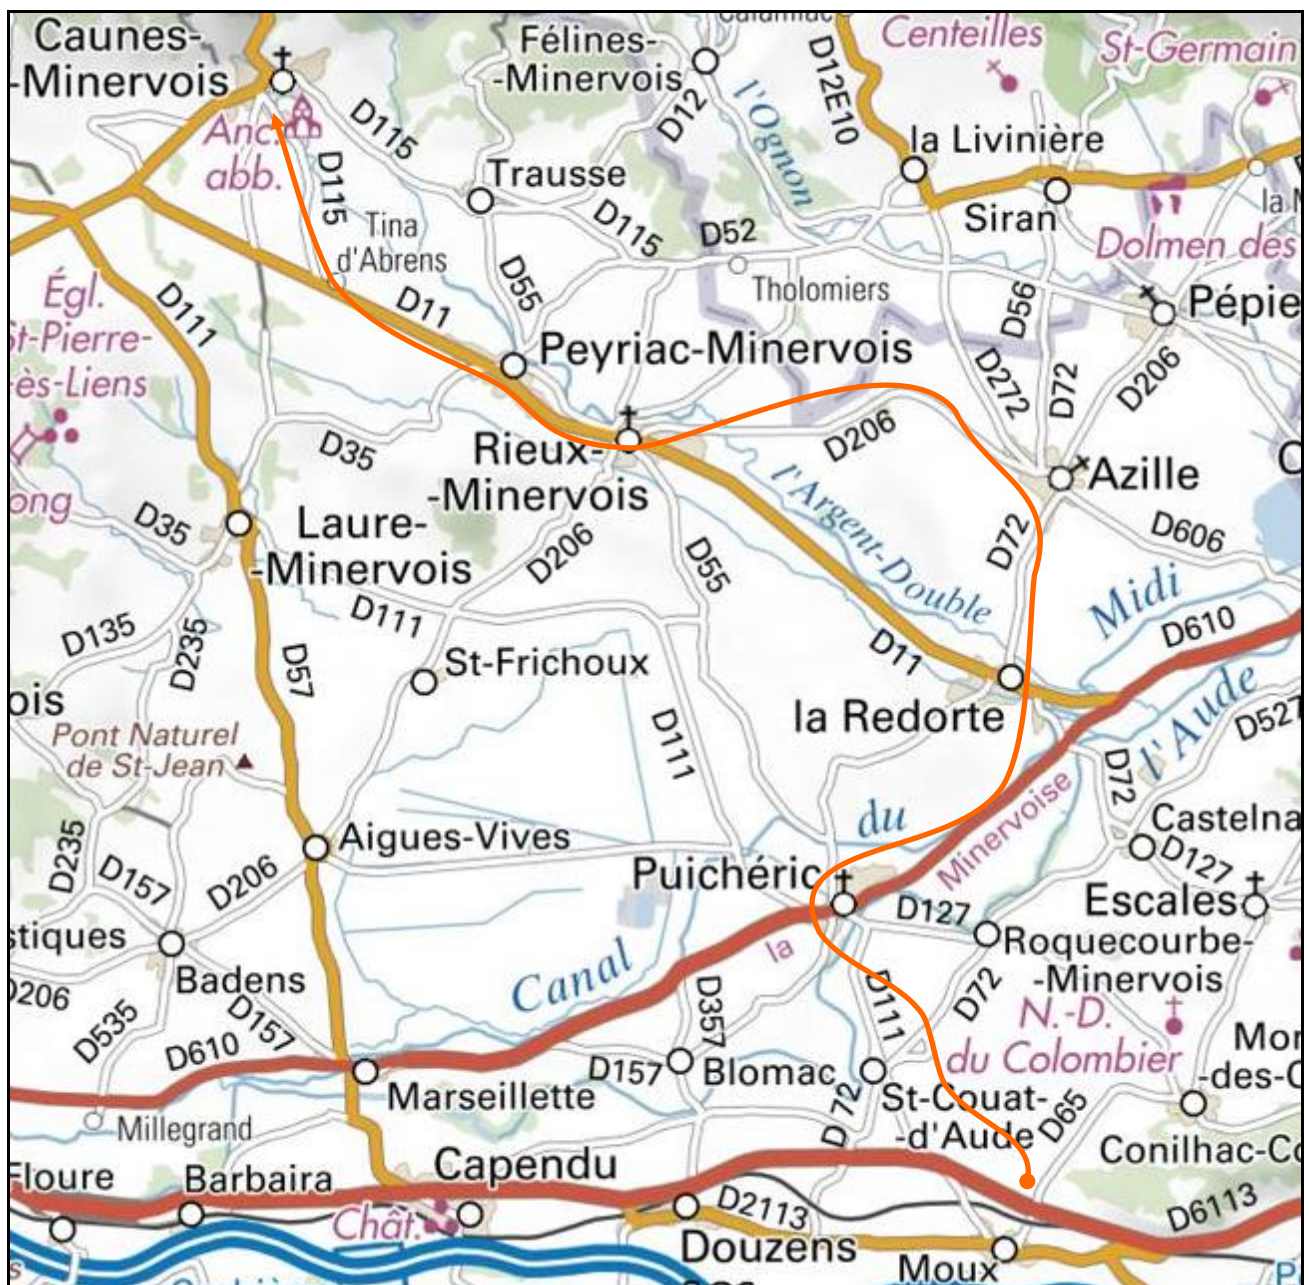 Caunes-
-Minervois
Félines-
-Minervois
Centeilles
St-Germain
D12E10
D12
l'Ognon
D115
Anc.
abb.
D115
la Livinière
Trausse
Siran
Tina
d'Abrens
D115
D52
Tholomiers
Dolmen des
Égl.
St-Pierre-
-ès-Liens
D111
D11
D55
D56
Pépie
Peyriac-Minervois
D272
D72
D206
D35
Rieux-
-Minervois
D206
Azille
ong
D35
Laure-
-Minervois
l'Argent-Double
D606
D206
D55
D72
Midi
D610
D135
D235
D111
D57
St-Frichoux
D11
l'Aude
D527
ois
la Redorte
Pont Naturel
de St-Jean
D111
D72
D235
Aigues-Vives
du
Minervoise
Castelna
D157
D206
Puichéric
D127
D127
Escales
stiques
la
Roquecourbe-
-Minervois
Badens
Canal
D206
D157
D535
D357
D111
D72
N.-D.
du Colombier
D610
D157
Blomac
Marseillette
St-Couat-
-d'Aude
D65
D72
Millegrand
Conilhac-Co
Floure
Barbaira
Capendu
D6113
Chât.
D2113
Douzens
Moux